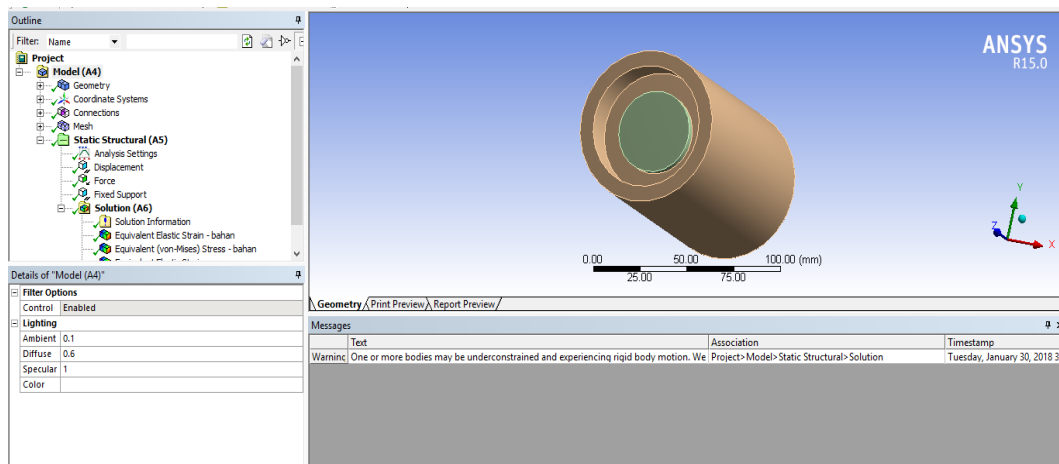 Outline
Filter: Name
Project
Model (A4)
Geometry
Coordinate Systems
Connections
Mesh
Static Structural (A5)
Analysis Settings
Displacement
Force
Fixed Support
Solution (A6)
Solution Information
Equivalent Elastic Strain - bahan
Equivalent (von-Mises) Stress - bahan
Details of "Model (A4)"
Filter Options
Control Enabled
Lighting
Ambient 0.1
Diffuse 0.6
Specular 1
Color
ANSYS
R15.0
Y
Z
X
0.00 50.00 100.00 (mm)
25.00 75.00
Geometry Print Preview Report Preview
Messages
Text Association Timestamp
Warning One or more bodies may be underconstrained and experiencing rigid body motion. We Project>Model>Static Structural>Solution Tuesday, January 30, 2018 3